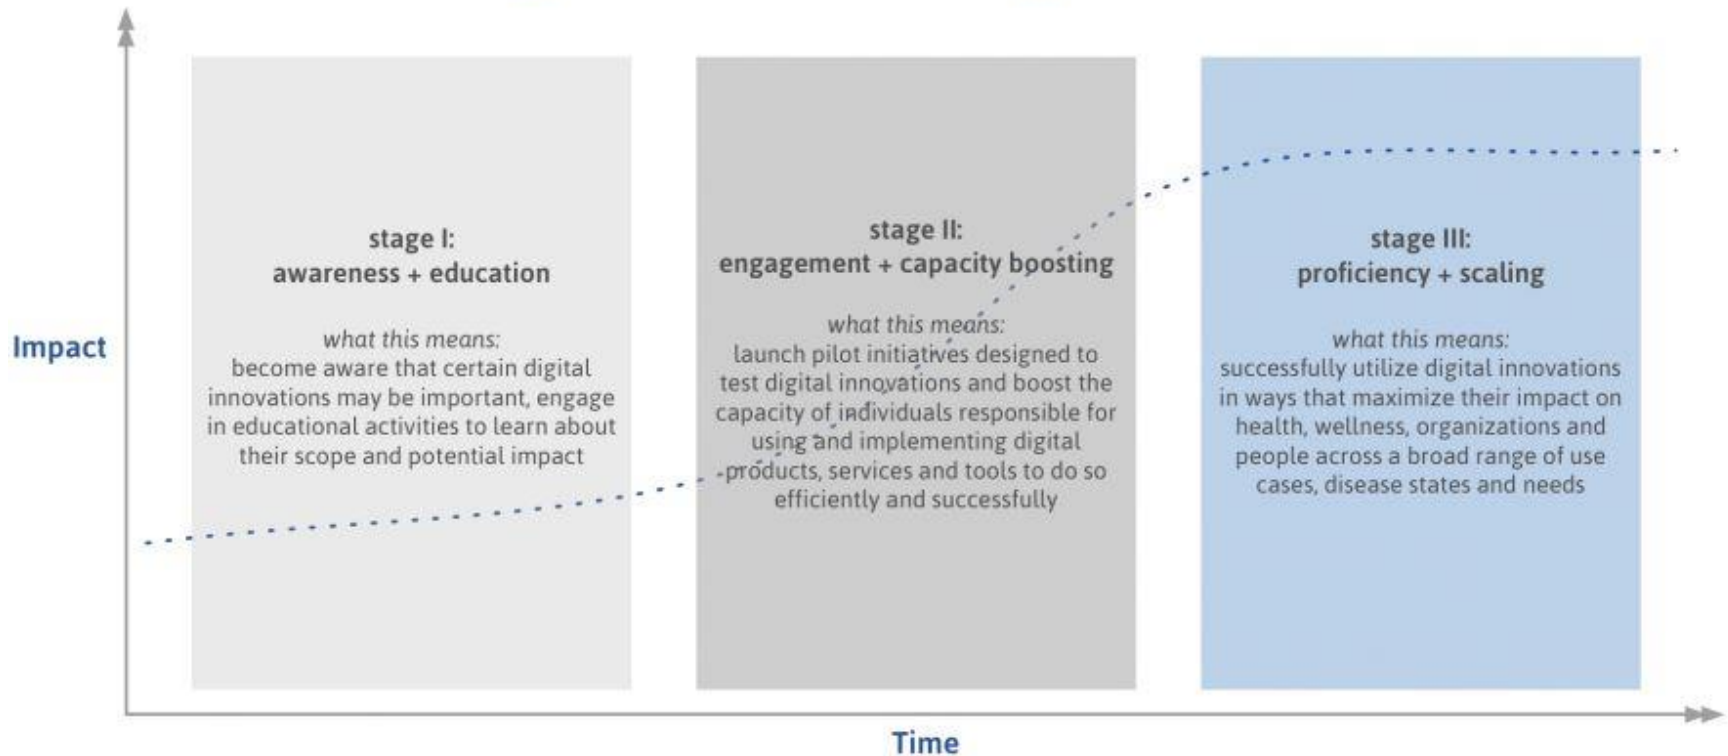 Impact
stage I:
awareness + education
what this means:
become aware that certain digital
innovations may be important, engage
in educational activities to learn about
their scope and potential impact
stage II:
engagement + capacity boosting
what this means:
launch pilot initiatives designed to
test digital innovations and boost the
capacity of individuals responsible for
using and implementing digital
products, services and tools to do so
efficiently and successfully
stage III:
proficiency + scaling
what this means:
successfully utilize digital innovations
in ways that maximize their impact on
health, wellness, organizations and
people across a broad range of use
cases, disease states and needs
Time